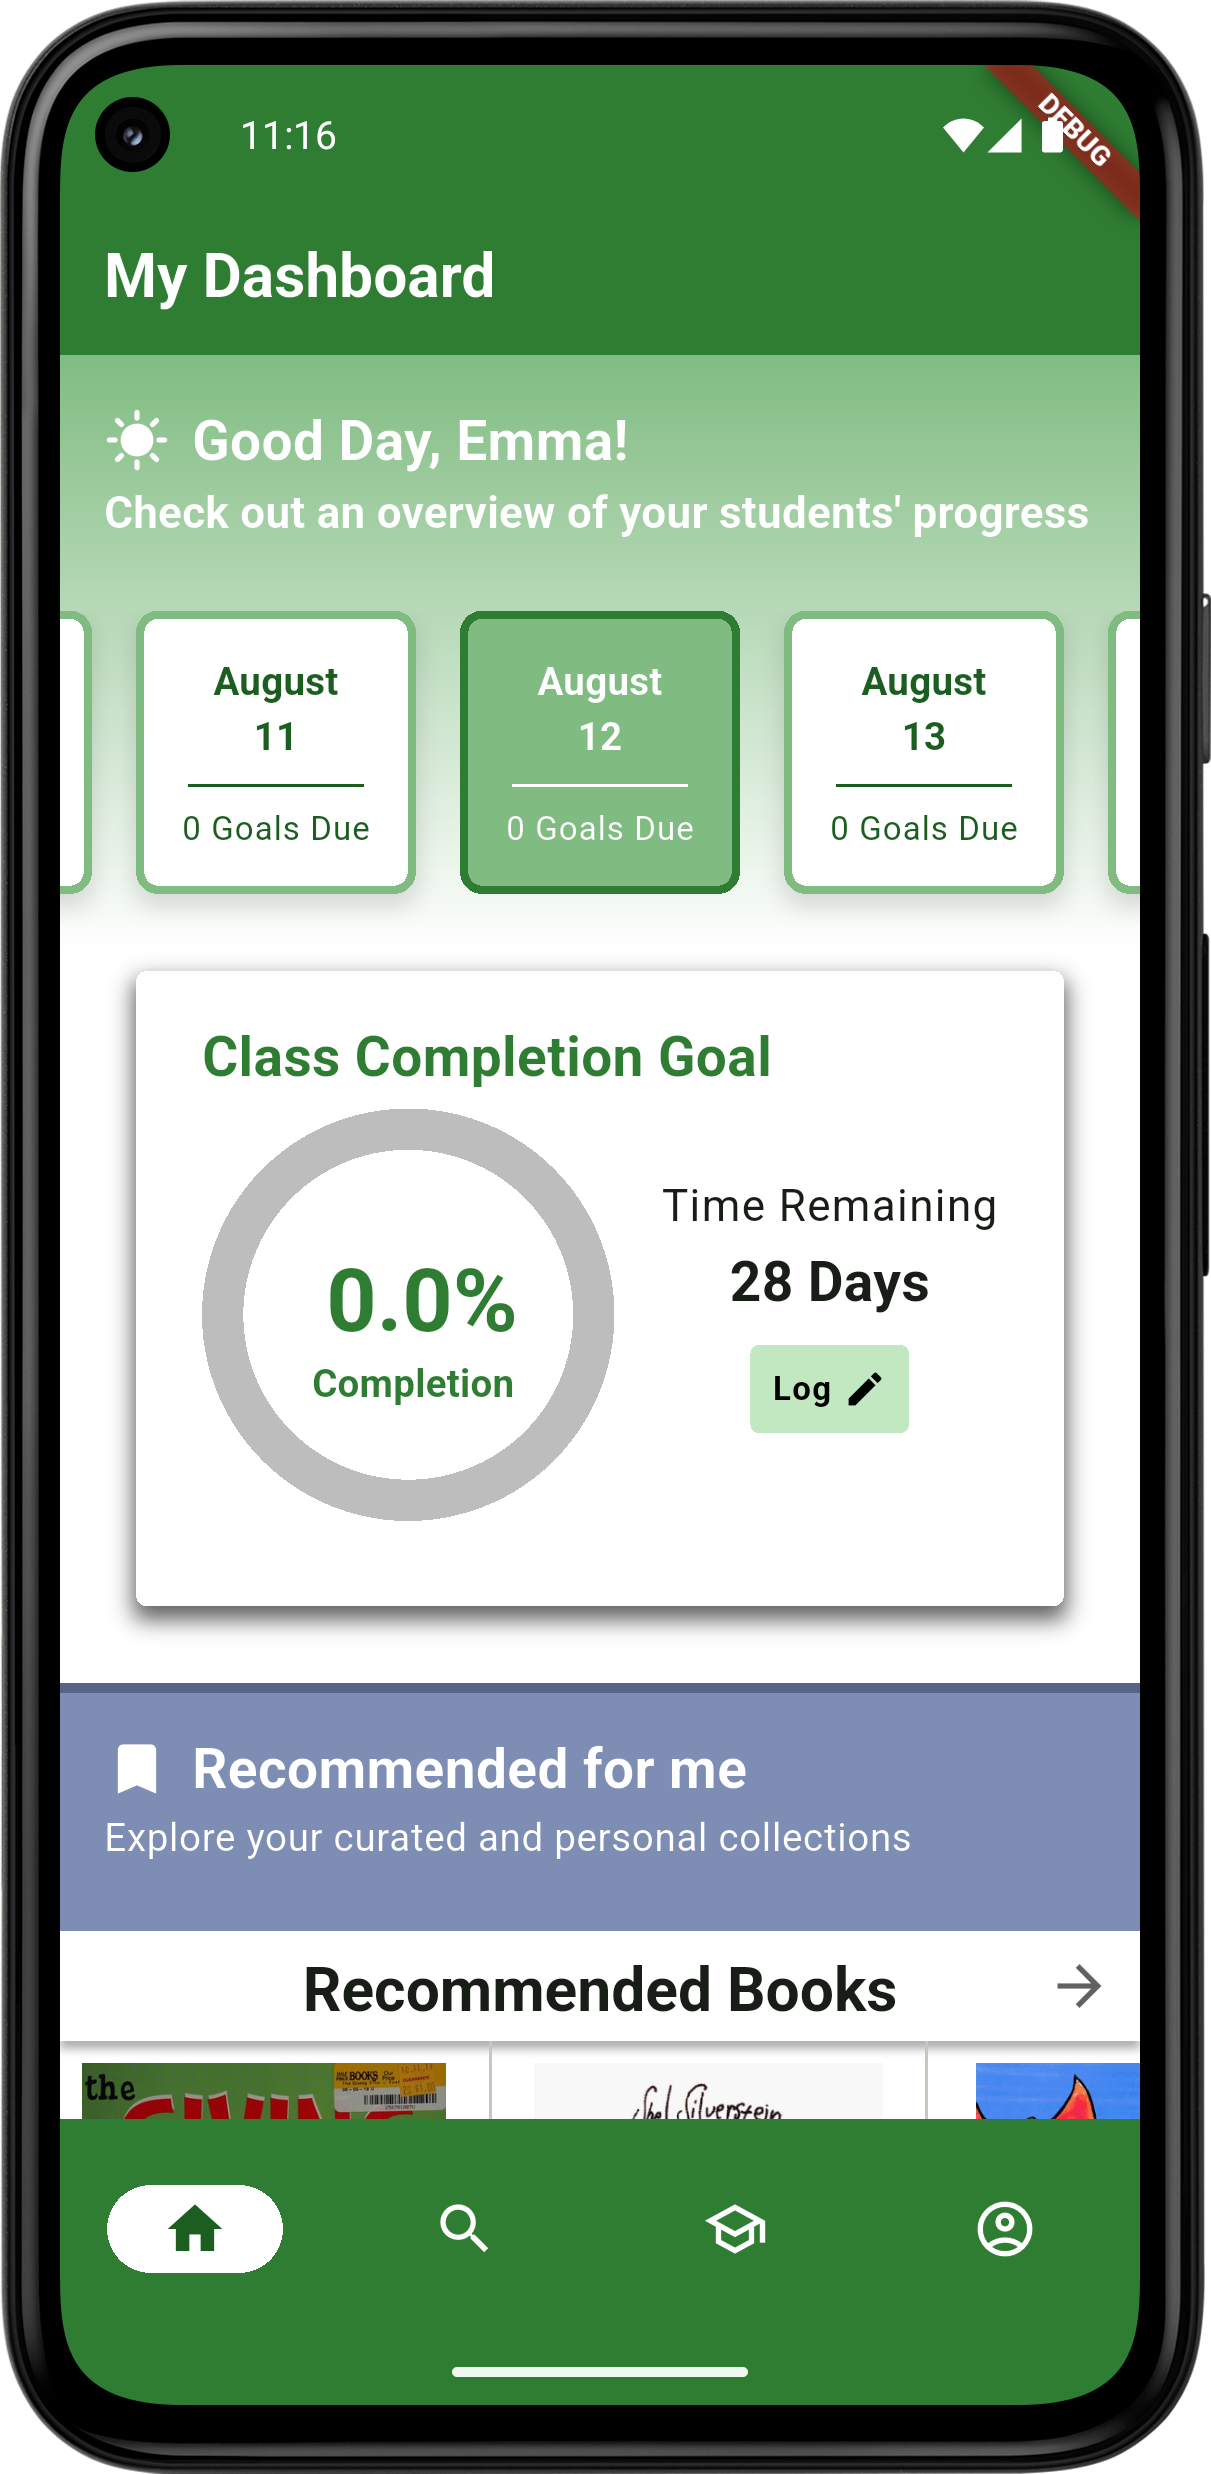 11:16
DEBUG
My Dashboard
Good Day, Emma!
Check out an overview of your students' progress
August
11
0 Goals Due
August
12
0 Goals Due
August
13
0 Goals Due
Class Completion Goal
0.0%
Completion
Time Remaining
28 Days
Log
Recommended for me
Explore your curated and personal collections
Recommended Books
the
GIVING
BOOKS
Shel Silverstein